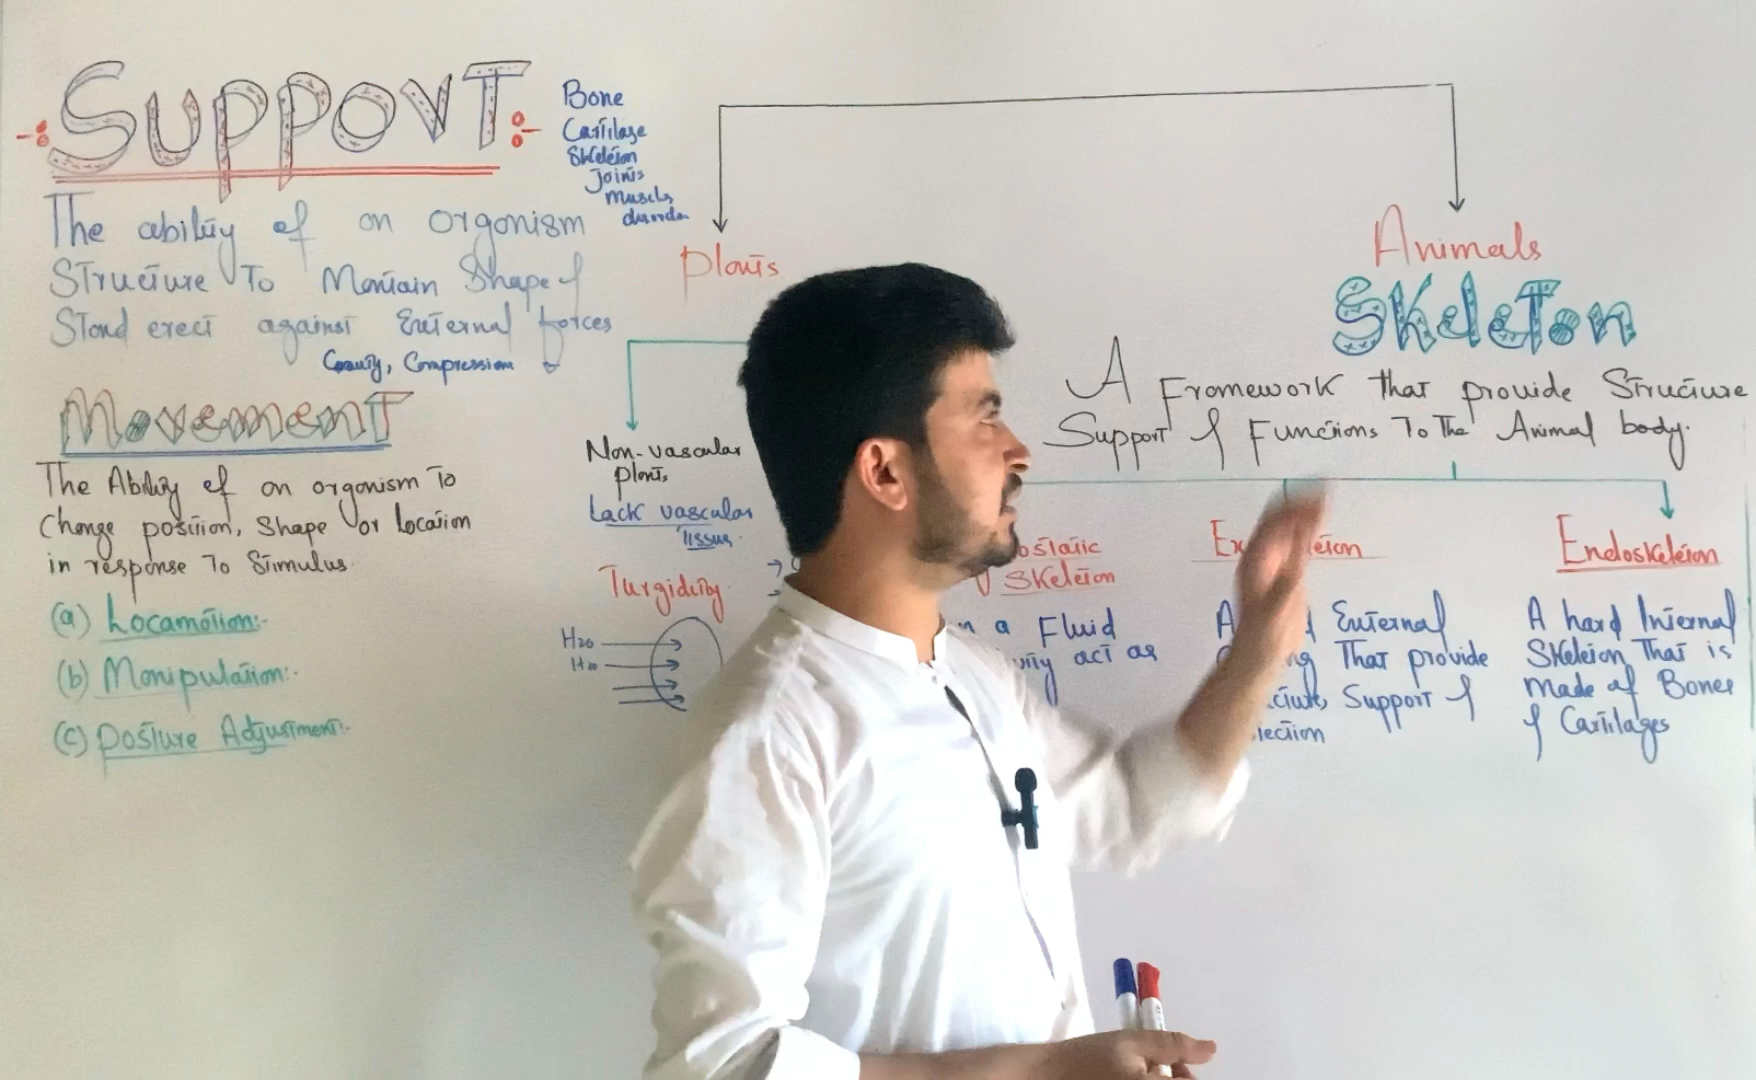 Support
Bone
Cartilage
Skeleton
Joints
Muscles
The ability of an organism
Structure To Mentain Shape &
Stand erect against External forces
Gravity, Compression
Movement
The Ability of an organism To
Change position, Shape or Location
in response To Stimulus.
(a) Locamotion:-
(b) Manipulation:-
(c) Posture Adjustment:-
Plants
Non-vascular
plants
Lack vascular
tissue.
Turgidity
H2O
Animals
Skeleton
A Framework That provide Structure
Support & Functions To The Animal body.
Skeleton
a Fluid
act as
External
That provide
Support &
Endoskeleton
A hard Internal
Skeleton That is
made of Bones
& Cartilages